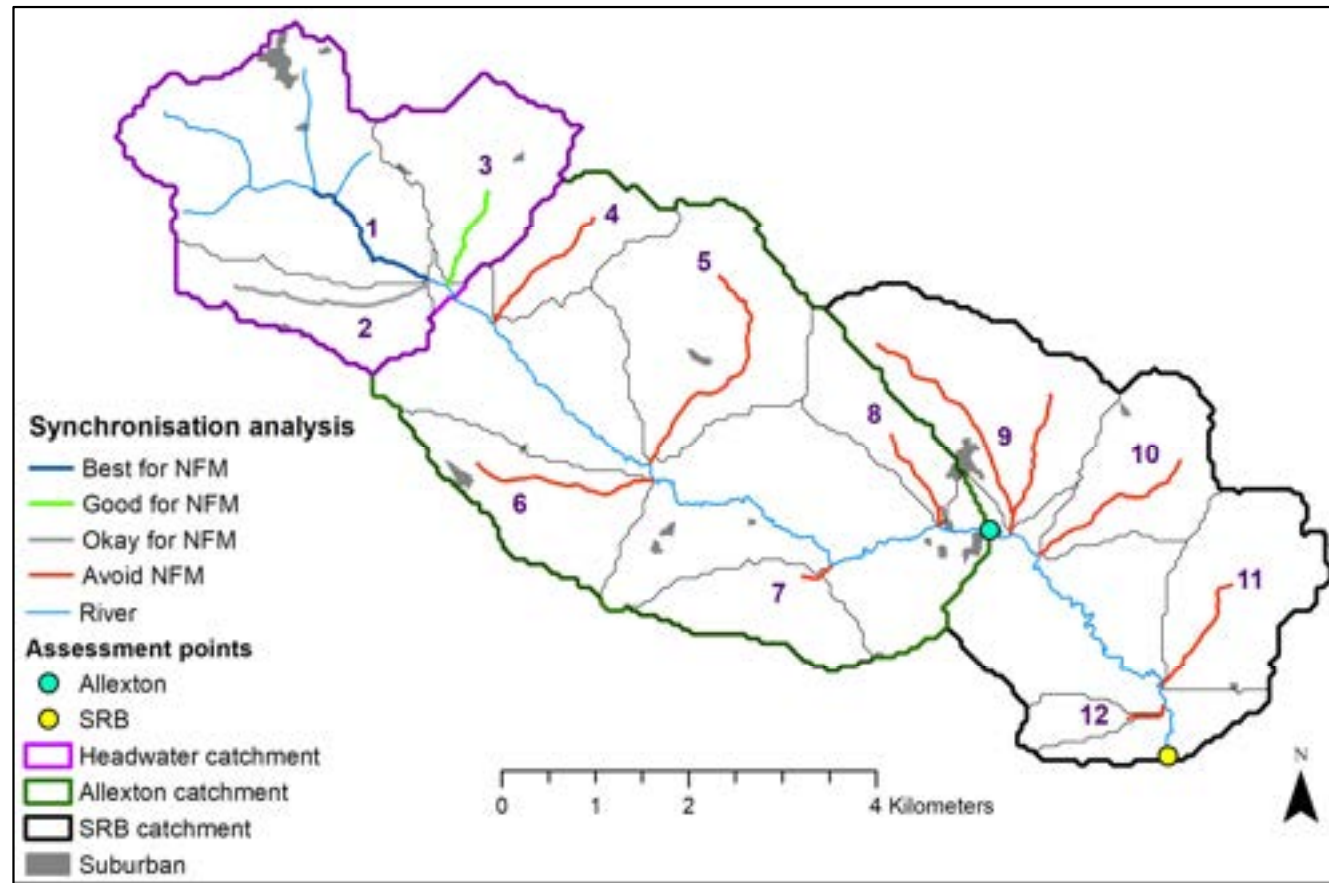 3
4
1
5
2
8
9
10
6
11
7
12
Synchronisation analysis
Best for NFM
Good for NFM
Okay for NFM
Avoid NFM
River
Assessment points
Allexton
SRB
Headwater catchment
Allexton catchment
SRB catchment
Suburban
0 1 2 4 Kilometers
N